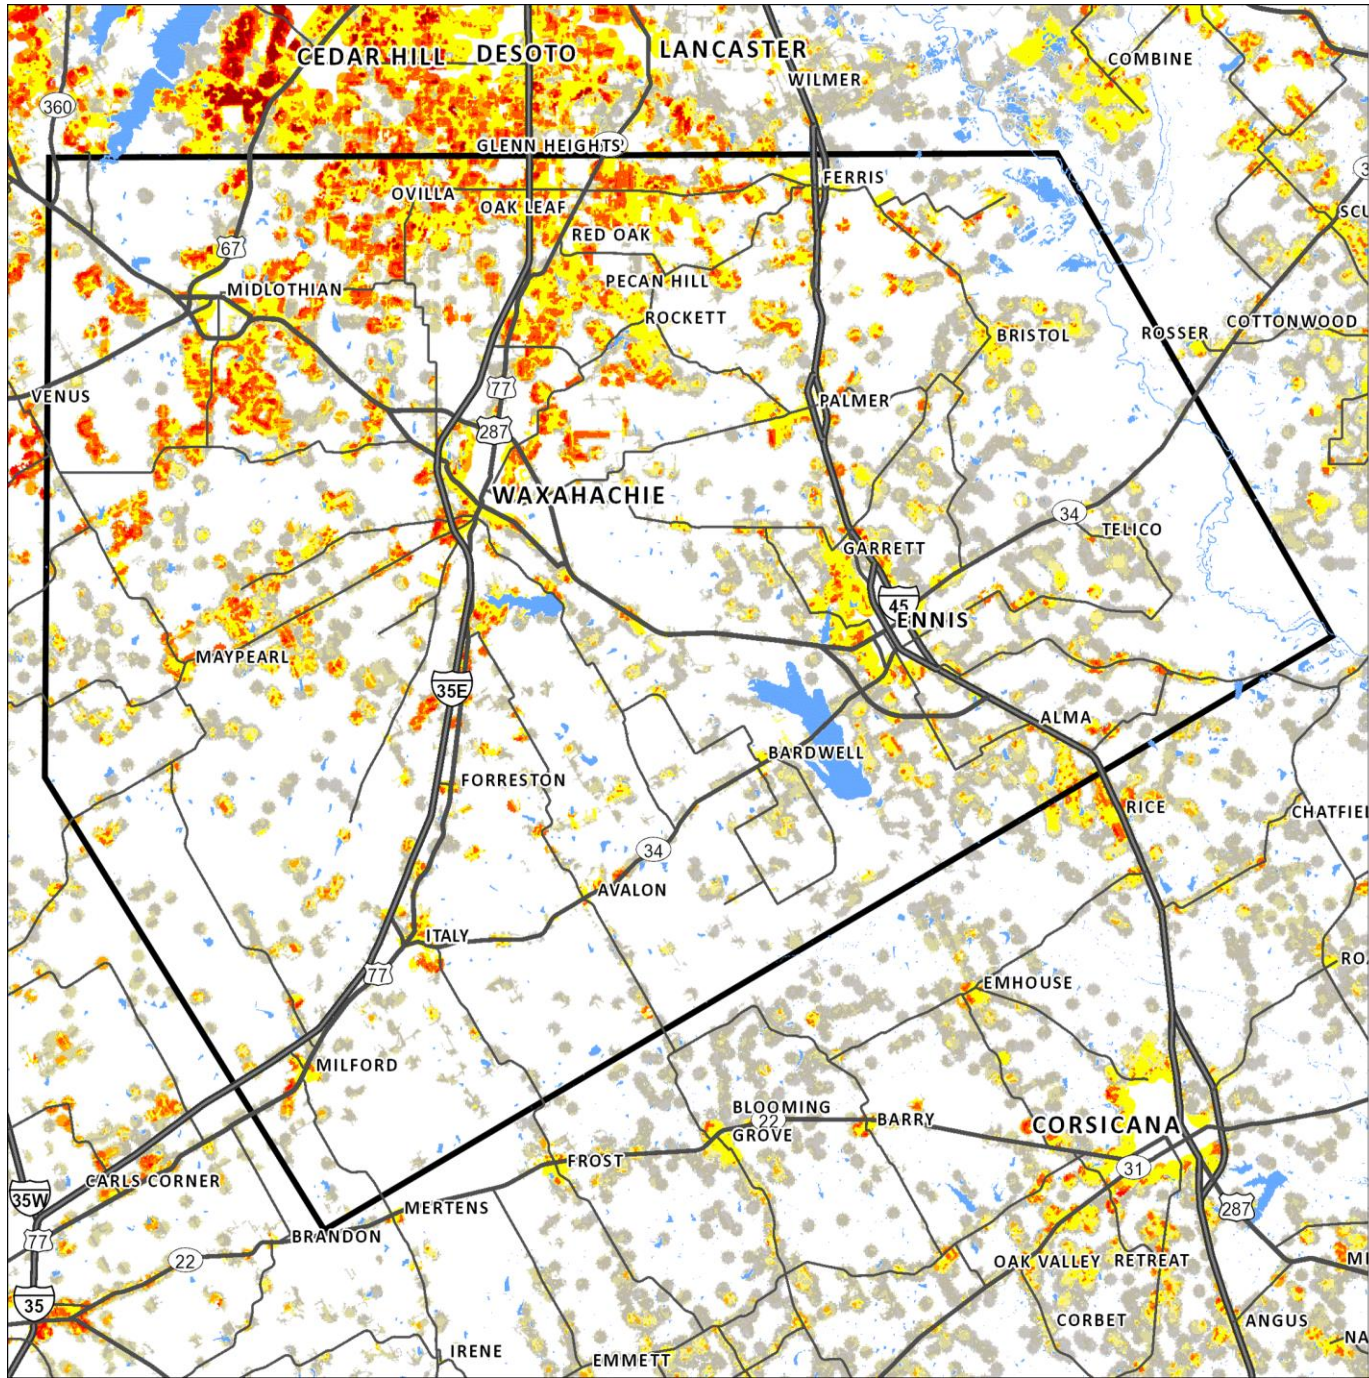 CEDAR HILL
DESOTO
LANCASTER
WILMER
COMBINE
360
GLENN HEIGHTS
FERRIS
OVILLA
OAK LEAF
RED OAK
67
PECAN HILL
MIDLOTHIAN
ROCKETT
BRISTOL
ROSSER
COTTONWOOD
VENUS
77
PALMER
287
WAXAHACHIE
34
TELICO
GARRETT
45
ENNIS
MAYPEARL
35E
ALMA
BARDWELL
FORRESTON
RICE
CHATFIEL
34
AVALON
ITALY
77
EMHOUSE
MILFORD
BLOOMING
22
GROVE
BARRY
CORSICANA
FROST
31
CARLS CORNER
35W
MERTENS
287
77
BRANDON
22
OAK VALLEY
RETREAT
MI
35
CORBET
ANGUS
NA
IRENE
EMMETT